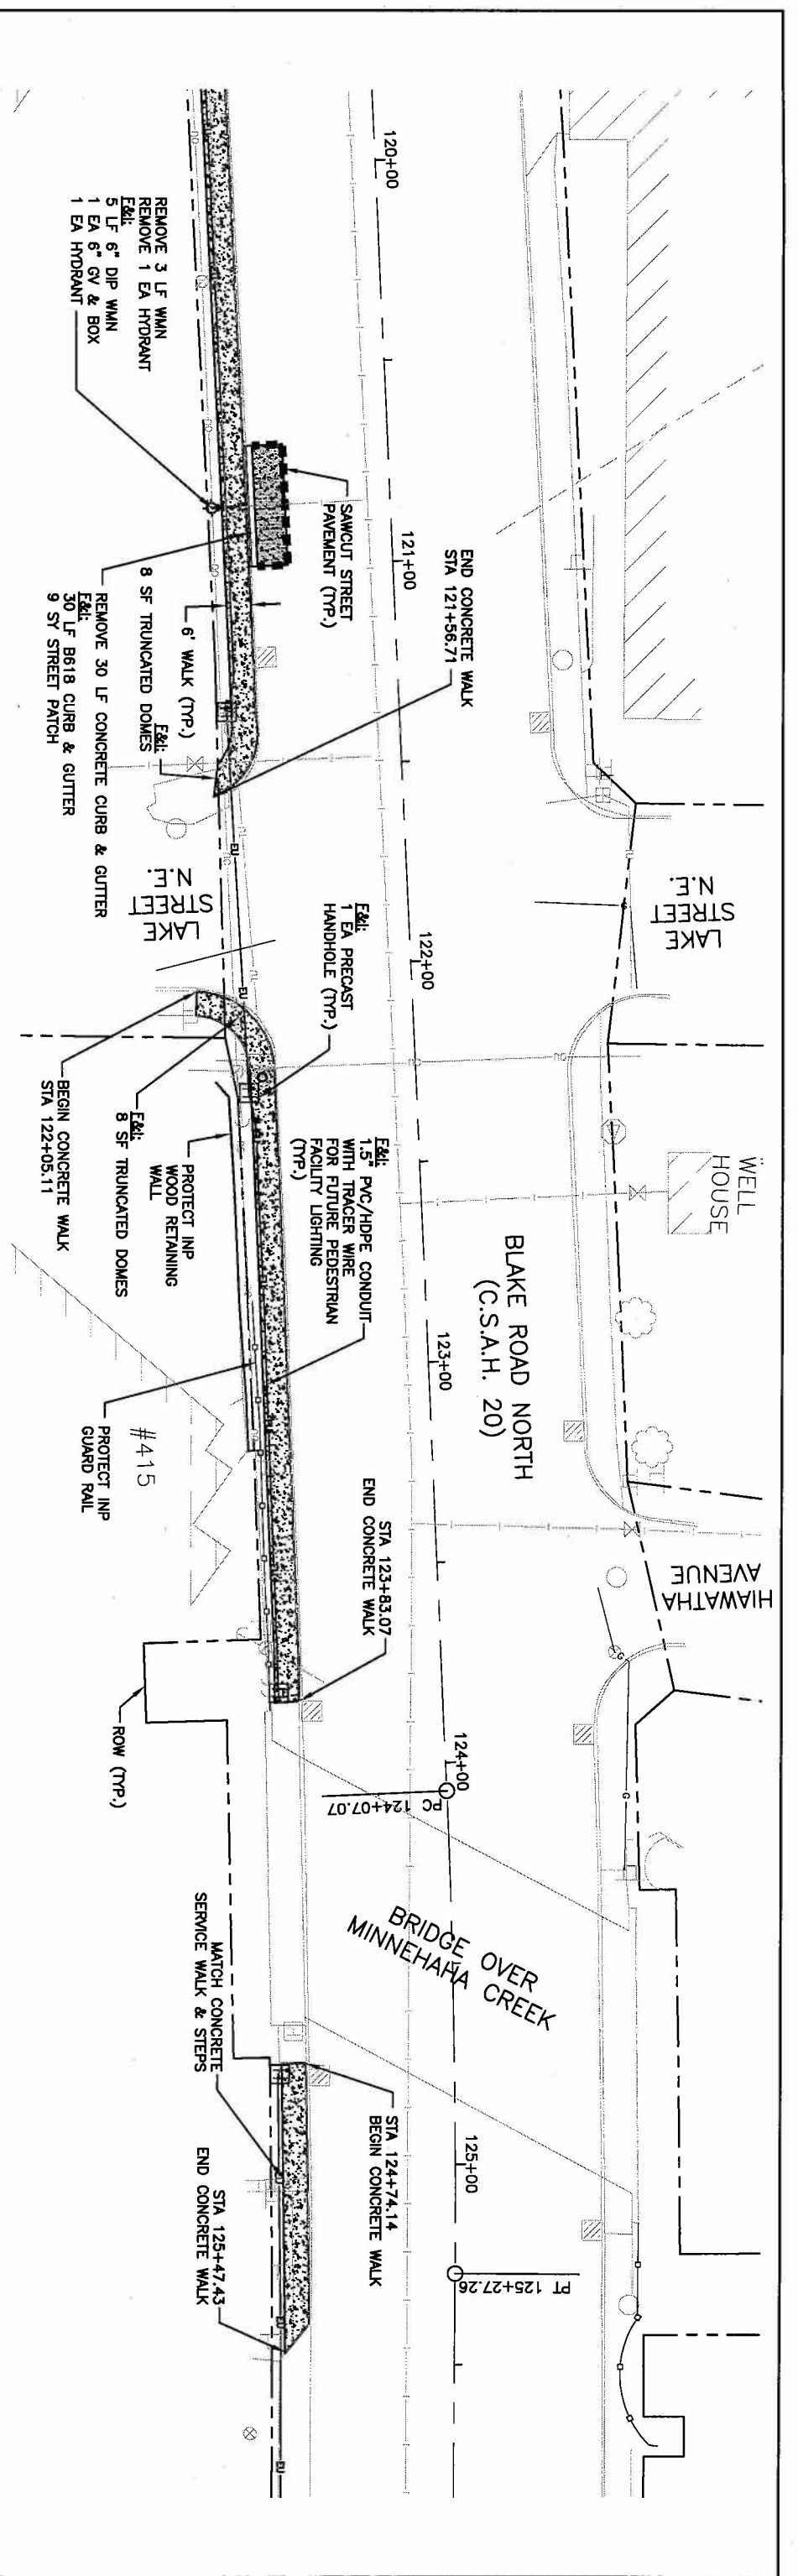 120+00
REMOVE 3 LF WMN
REMOVE 1 EA HYDRANT
F&I:
5 LF 6" DIP WMN
1 EA 6" GV & BOX
1 EA HYDRANT
SAWCUT STREET
PAVEMENT (TYP.)
121+00
END CONCRETE WALK
STA 121+56.71
6' WALK (TYP.)
F&I:
8 SF TRUNCATED DOMES
REMOVE 30 LF CONCRETE CURB & GUTTER
F&I:
30 LF B618 CURB & GUTTER
9 SY STREET PATCH
LAKE
STREET
N.E.
LAKE
STREET
N.E.
EU
G
F&I:
1 EA PRECAST
HANDHOLE (TYP.)
122+00
EU
BEGIN CONCRETE WALK
STA 122+05.11
F&I:
8 SF TRUNCATED DOMES
PROTECT INP
WOOD RETAINING
WALL
F&I:
1.5" PVC/HDPE CONDUIT
WITH TRACER WIRE
FOR FUTURE PEDESTRIAN
FACILITY LIGHTING
(TYP.)
WELL
HOUSE
BLAKE ROAD NORTH
(C.S.A.H. 20)
123+00
#415
PROTECT INP
GUARD RAIL
STA 123+83.07
END CONCRETE WALK
HIAWATHA
AVENUE
G
ROW (TYP.)
124+00
PC 124+07.07
G
BRIDGE OVER
MINNEHAHA CREEK
MATCH CONCRETE
SERVICE WALK & STEPS
STA 124+74.14
BEGIN CONCRETE WALK
125+00
STA 125+47.43
END CONCRETE WALK
PT 125+27.26
EU
EU